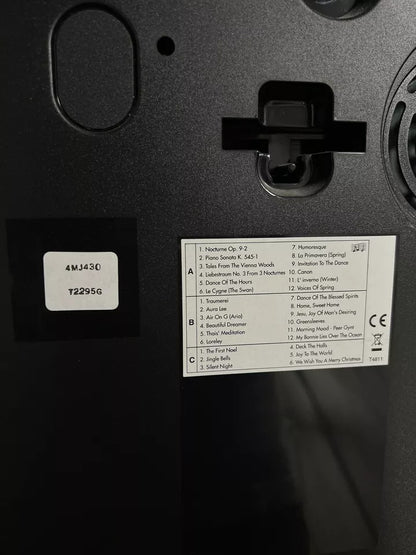 4MJ430
T2295G
A
1. Nocturne Op. 9-2
2. Piano Sonata K. 545-I
3. Tales From The Vienna Woods
4. Liebestraum No. 3 From 3 Nocturnes
5. Dance Of The Hours
6. Le Cygne (The Swan)
7. Humoresque
8. La Primavera (Spring)
9. Invitation To The Dance
10. Canon
11. L' inverno (Winter)
12. Voices Of Spring
B
1. Traumerei
2. Aura Lee
3. Air On G (Aria)
4. Beautiful Dreamer
5. Thais' Meditation
6. Loreley
7. Dance Of The Blessed Spirits
8. Home, Sweet Home
9. Jesu, Joy Of Man's Desiring
10. Greensleeves
11. Morning Mood - Peer Gynt
12. My Bonnie Lies Over The Ocean
C
1. The First Noel
2. Jingle Bells
3. Silent Night
4. Deck The Halls
5. Joy To The World
6. We Wish You A Merry Christmas
CE
T4811